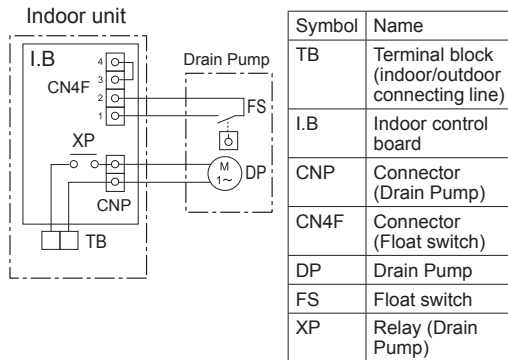 Indoor unit
I.B
CN4F
4
3
2
1
XP
CNP
TB
Drain Pump
FS
M
1~
DP
Symbol Name
TB Terminal block
(indoor/outdoor
connecting line)
I.B Indoor control
board
CNP Connector
(Drain Pump)
CN4F Connector
(Float switch)
DP Drain Pump
FS Float switch
XP Relay (Drain
Pump)